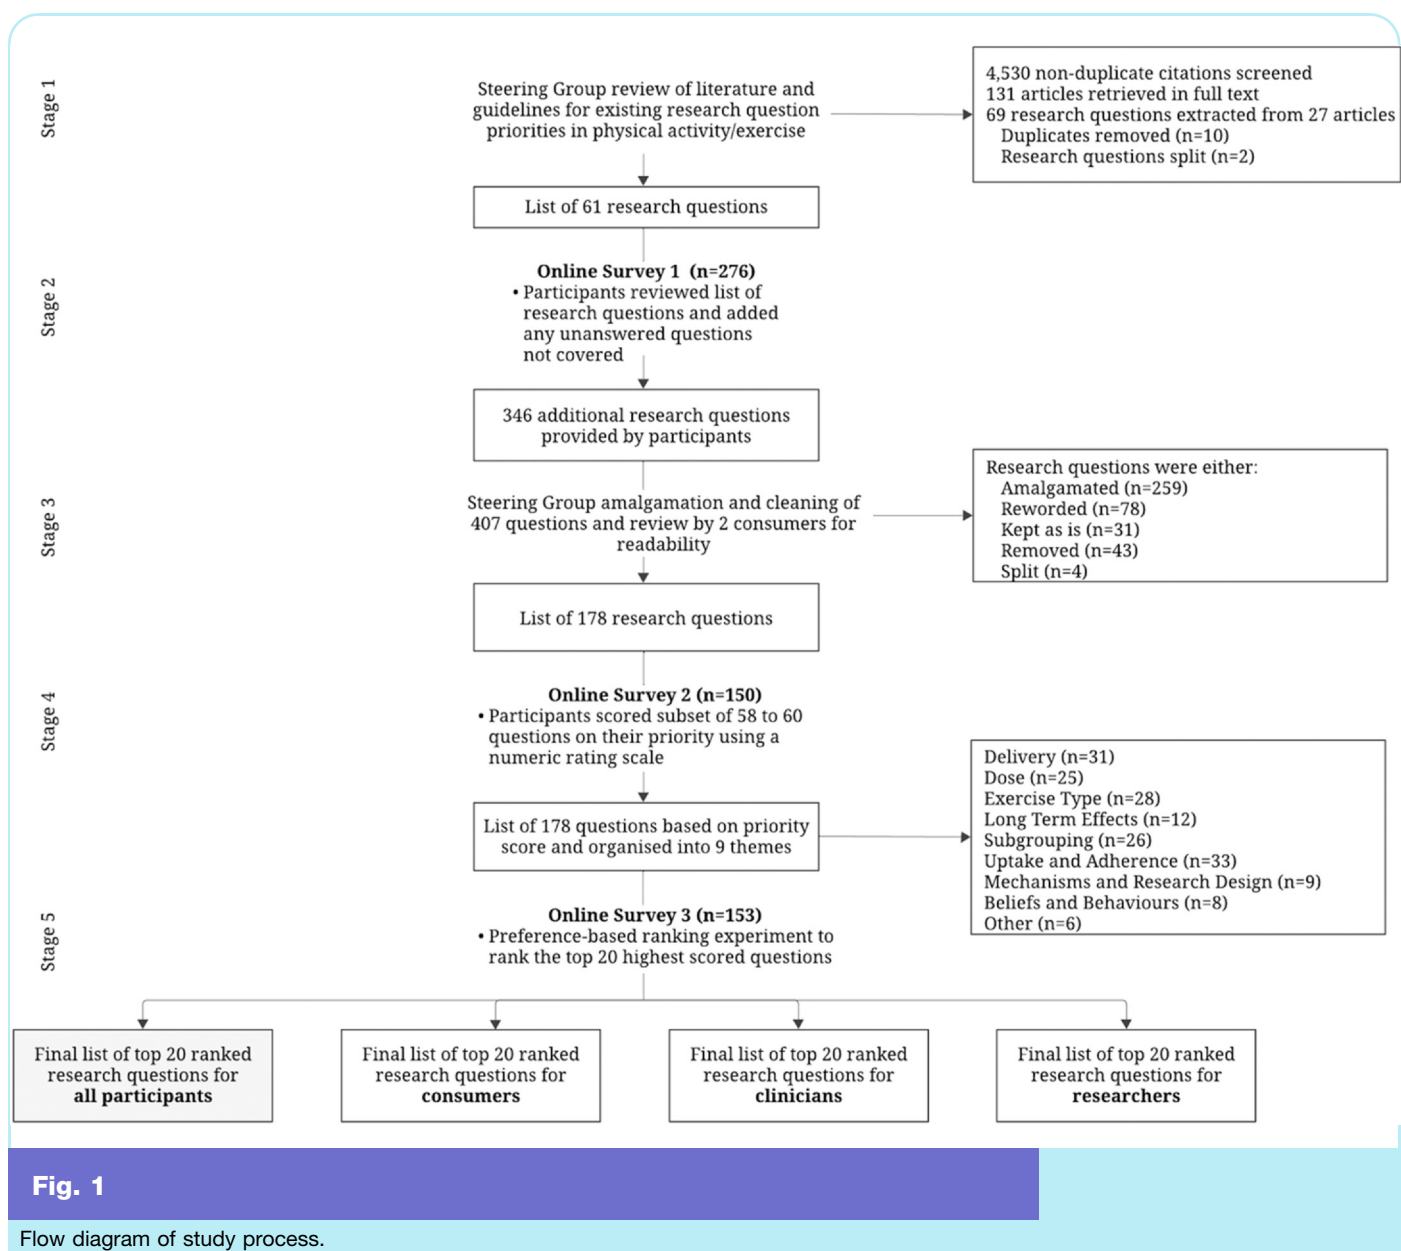 Stage 1
Steering Group review of literature and
guidelines for existing research question
priorities in physical activity/exercise
4,530 non-duplicate citations screened
131 articles retrieved in full text
69 research questions extracted from 27 articles
Duplicates removed (n=10)
Research questions split (n=2)
List of 61 research questions
Stage 2
Online Survey 1 (n=276)
• Participants reviewed list of
research questions and added
any unanswered questions
not covered
346 additional research questions
provided by participants
Stage 3
Steering Group amalgamation and cleaning of
407 questions and review by 2 consumers for
readability
Research questions were either:
Amalgamated (n=259)
Reworded (n=78)
Kept as is (n=31)
Removed (n=43)
Split (n=4)
List of 178 research questions
Stage 4
Online Survey 2 (n=150)
• Participants scored subset of 58 to 60
questions on their priority using a
numeric rating scale
List of 178 questions based on priority
score and organised into 9 themes
Delivery (n=31)
Dose (n=25)
Exercise Type (n=28)
Long Term Effects (n=12)
Subgrouping (n=26)
Uptake and Adherence (n=33)
Mechanisms and Research Design (n=9)
Beliefs and Behaviours (n=8)
Other (n=6)
Stage 5
Online Survey 3 (n=153)
• Preference-based ranking experiment to
rank the top 20 highest scored questions
Final list of top 20 ranked
research questions for
all participants
Final list of top 20 ranked
research questions for
consumers
Final list of top 20 ranked
research questions for
clinicians
Final list of top 20 ranked
research questions for
researchers
Fig. 1
Flow diagram of study process.